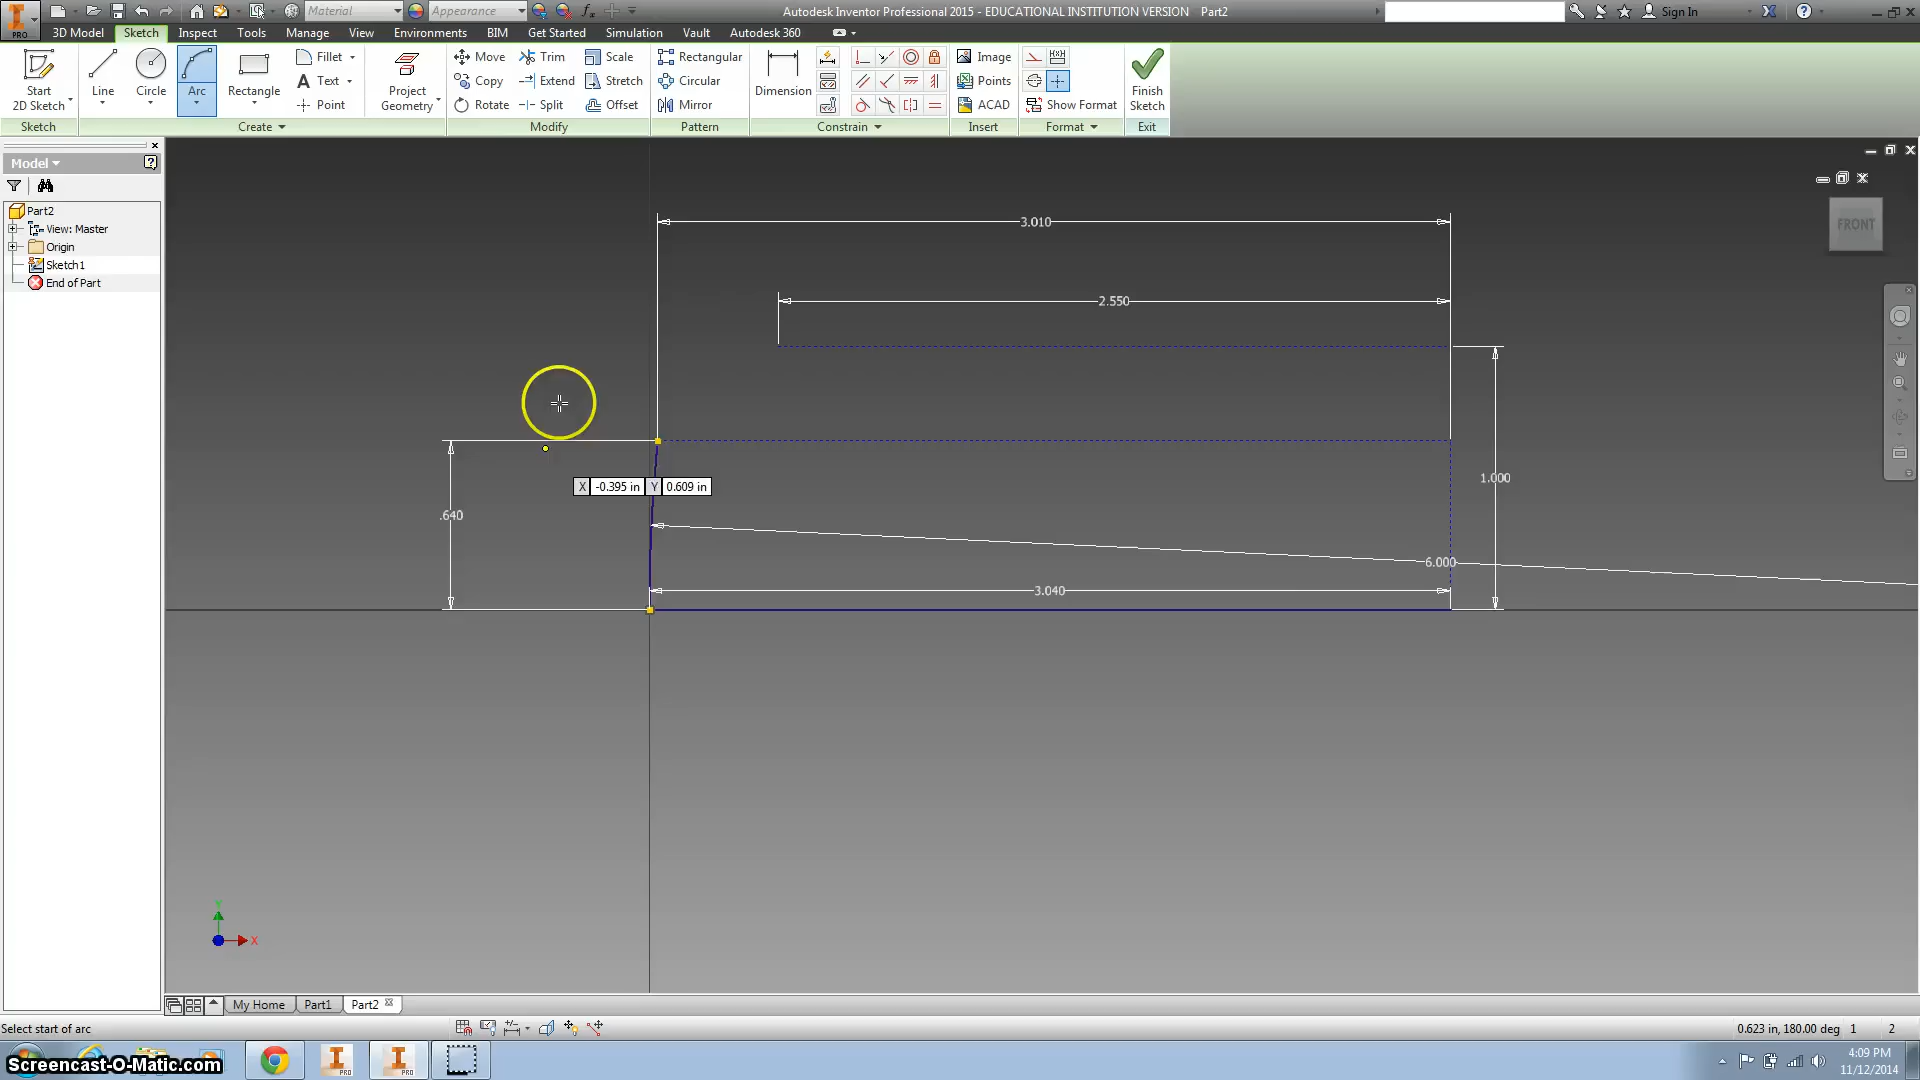 Material
Appearance
Autodesk Inventor Professional 2015 - EDUCATIONAL INSTITUTION VERSION Part2
Sign In
PRO
3D Model
Sketch
Inspect
Tools
Manage
View
Environments
BIM
Get Started
Simulation
Vault
Autodesk 360
Start
2D Sketch
Line
Circle
Arc
Rectangle
Fillet
Text
Point
Project
Geometry
Move
Copy
Rotate
Trim
Extend
Split
Scale
Stretch
Offset
Rectangular
Circular
Mirror
Dimension
Image
Points
ACAD
Show Format
Finish
Sketch
Sketch
Create
Modify
Pattern
Constrain
Insert
Format
Exit
Model
Part2
View: Master
Origin
Sketch1
End of Part
3.010
2.550
FRONT
1.000
X -0.395 in Y 0.609 in
.640
6.000
3.040
Y
X
My Home
Part1
Part2
Select start of arc
0.623 in, 180.00 deg 1 2
Screencast-O-Matic.com
PRO
PRO
4:09 PM
11/12/2014